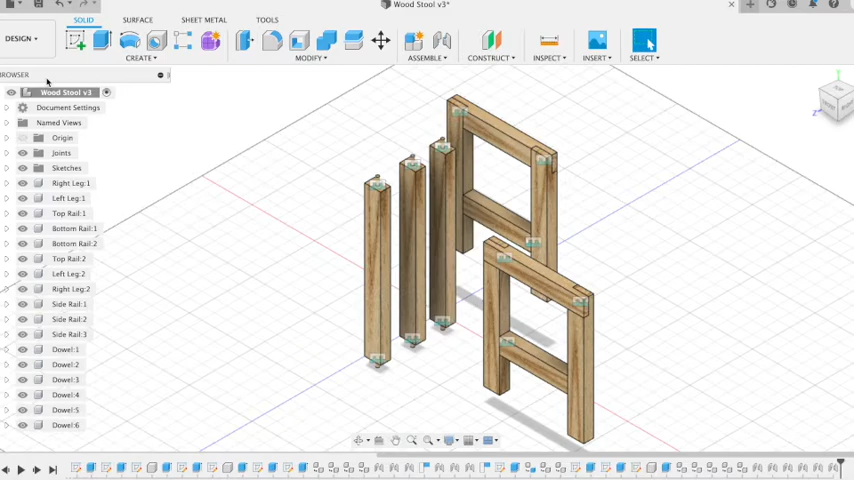 Wood Stool v3*
SOLID SURFACE SHEET METAL TOOLS
DESIGN
CREATE MODIFY ASSEMBLE CONSTRUCT INSPECT INSERT SELECT
BROWSER
Wood Stool v3
Document Settings
Named Views
Origin
Joints
Sketches
Right Leg:1
Left Leg:1
Top Rail:1
Bottom Rail:1
Bottom Rail:2
Top Rail:2
Left Leg:2
Right Leg:2
Side Rail:1
Side Rail:2
Side Rail:3
Dowel:1
Dowel:2
Dowel:3
Dowel:4
Dowel:5
Dowel:6
TOP
FRONT
RIGHT
Z